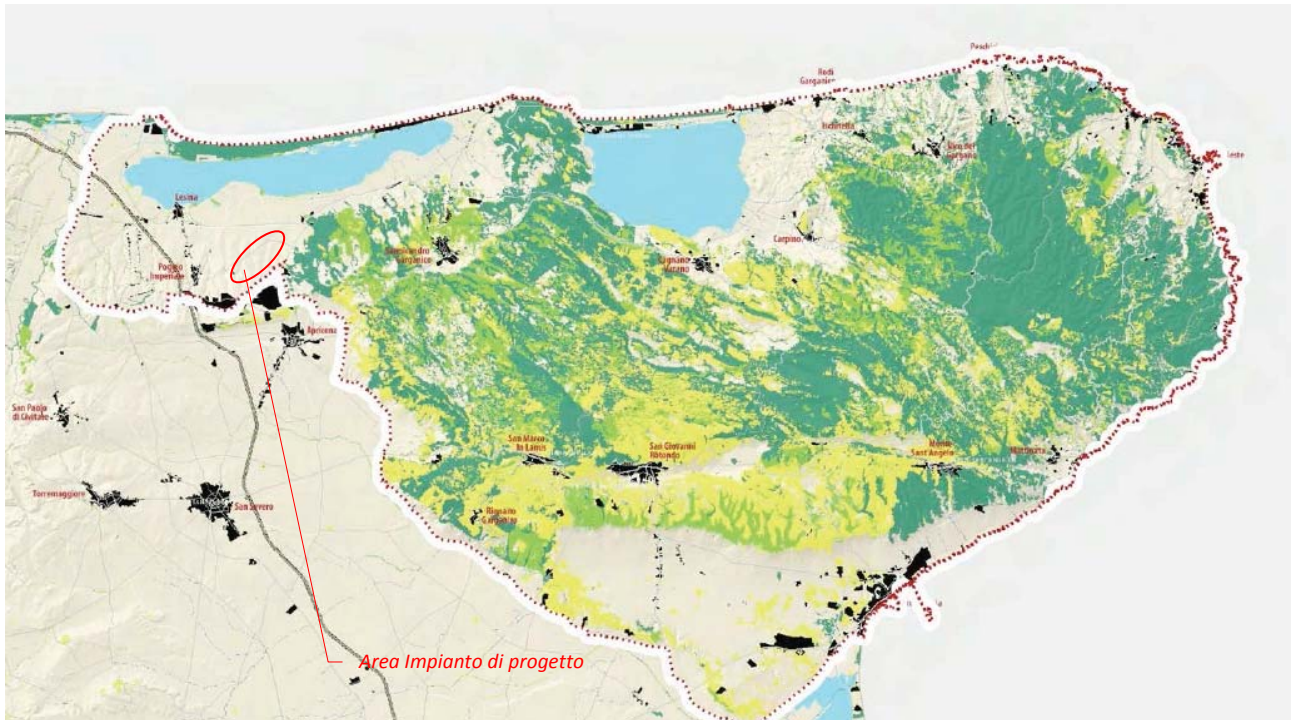 Rodi
Garganico
Ischitella
Vico del
Gargano
Lesina
Carpino
Sannicandro
Garganico
Cagnano
Varano
Poggio
Imperiale
Apricena
San Paolo
di Civitate
San Marco
In Lamis
San Giovanni
Rotondo
Monte
Sant'Angelo
Mattinata
Torremaggiore
San Severo
Rignano
Garganico
Area Impianto di progetto